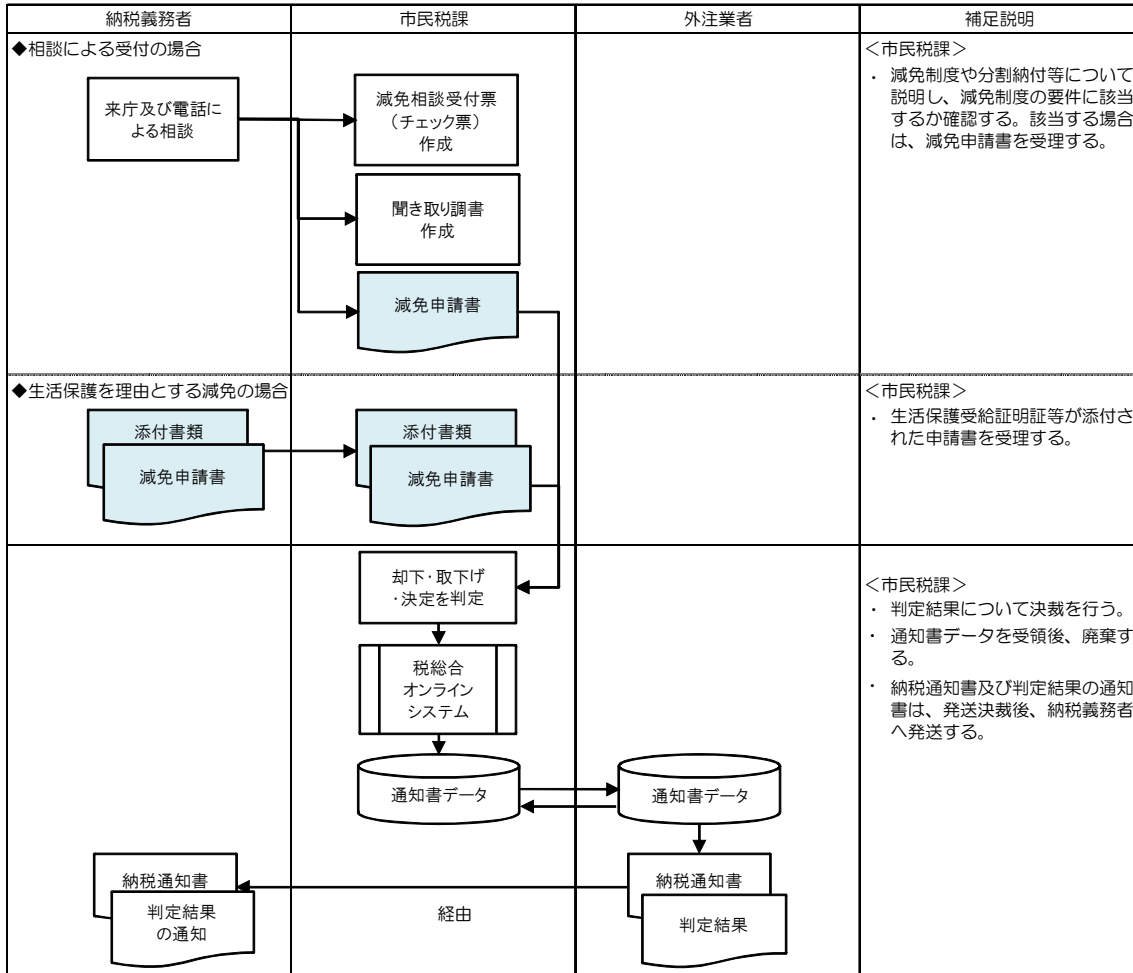 納税義務者
市民税課
外注業者
補足説明
◆相談による受付の場合
来庁及び電話に
よる相談
減免相談受付票
（チェック票）
作成
聞き取り調書
作成
減免申請書
＜市民税課＞
・ 減免制度や分割納付等について
説明し、減免制度の要件に該当
するか確認する。該当する場合
は、減免申請書を受理する。
◆生活保護を理由とする減免の場合
添付書類
減免申請書
添付書類
減免申請書
＜市民税課＞
・ 生活保護受給証明証等が添付さ
れた申請書を受理する。
却下・取下げ
・決定を判定
税総合
オンライン
システム
通知書データ
通知書データ
納税通知書
判定結果
の通知
経由
納税通知書
判定結果
＜市民税課＞
・ 判定結果について決裁を行う。
・ 通知書データを受領後、廃棄す
る。
・ 納税通知書及び判定結果の通知
書は、発送決裁後、納税義務者
へ発送する。